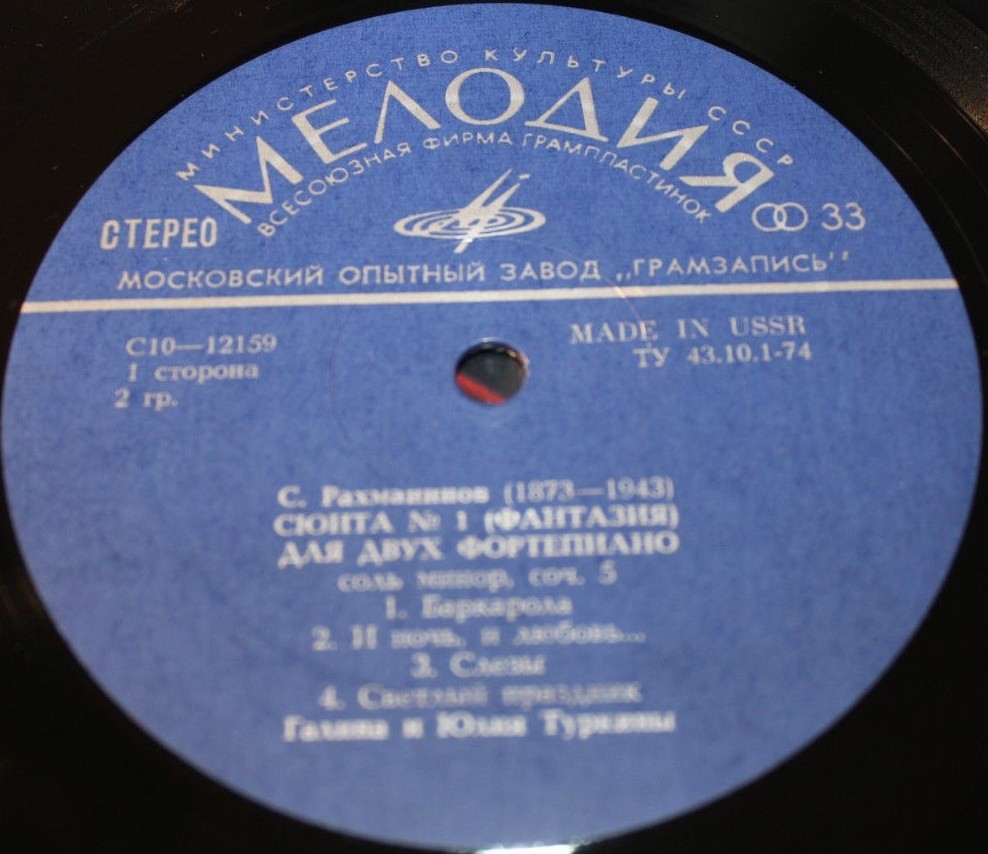 МИНИСТЕРСТВО КУЛЬТУРЫ СССР
МЕЛОДИЯ
ВСЕСОЮЗНАЯ ФИРМА ГРАМПЛАСТИНОК
СТЕРЕО
33
МОСКОВСКИЙ ОПЫТНЫЙ ЗАВОД „ГРАМЗАПИСЬ"
С10—12159
1 сторона
2 гр.
MADE IN USSR
ТУ 43.10.1-74
С. Рахманинов (1873—1943)
СЮИТА № 1 (ФАНТАЗИЯ)
ДЛЯ ДВУХ ФОРТЕПИАНО
соль минор, соч. 5
1. Баркарола
2. И ночь, и любовь...
3. Слезы
4. Светлый праздник
Галина и Юлия Туркины